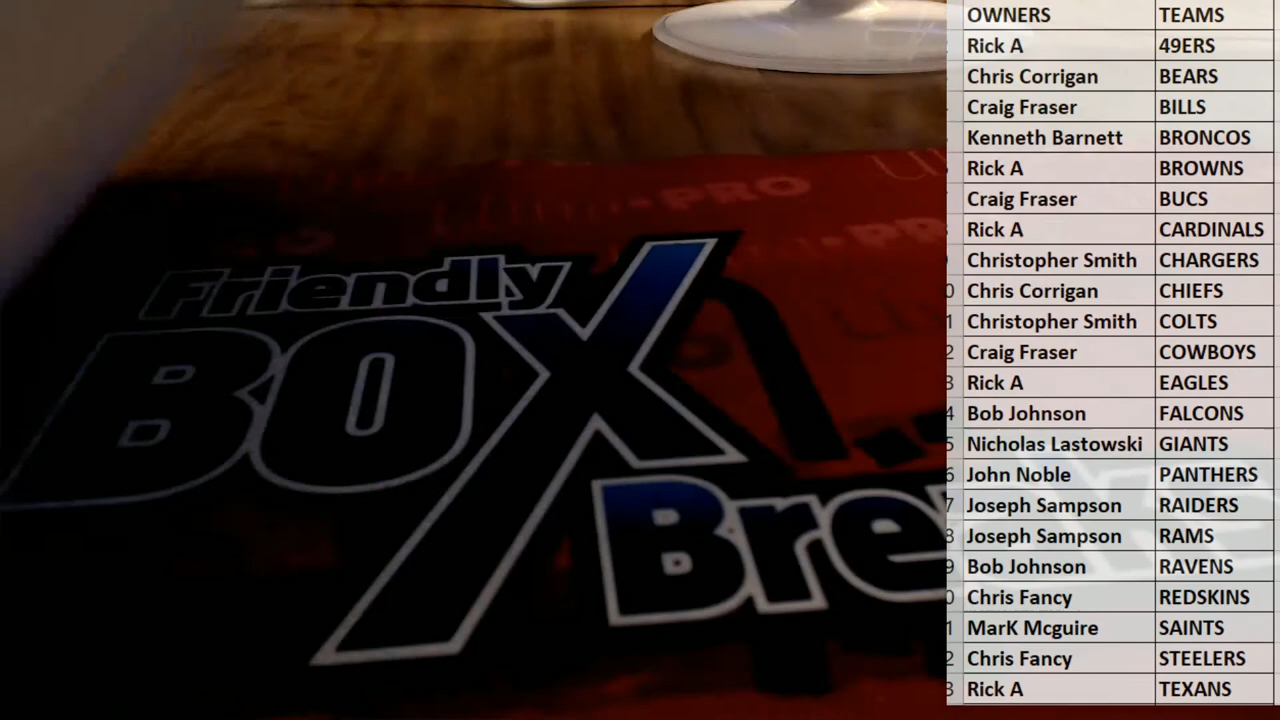 OWNERS TEAMS
Rick A 49ERS
Chris Corrigan BEARS
Craig Fraser BILLS
Kenneth Barnett BRONCOS
Rick A BROWNS
Craig Fraser BUCS
Rick A CARDINALS
Christopher Smith CHARGERS
Chris Corrigan CHIEFS
Christopher Smith COLTS
Craig Fraser COWBOYS
Rick A EAGLES
Bob Johnson FALCONS
Nicholas Lastowski GIANTS
John Noble PANTHERS
Joseph Sampson RAIDERS
Joseph Sampson RAMS
Bob Johnson RAVENS
Chris Fancy REDSKINS
MarK Mcguire SAINTS
Chris Fancy STEELERS
Rick A TEXANS
PRO
Friendly
BOX
Bre